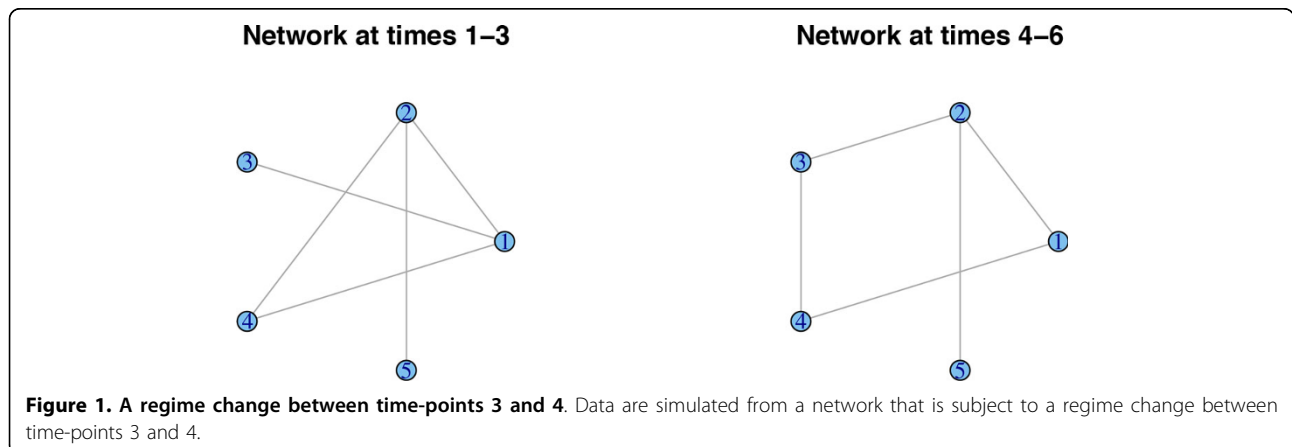 Network at times 1–3
Network at times 4–6
2
3
1
4
5
2
3
1
4
5
Figure 1. A regime change between time-points 3 and 4. Data are simulated from a network that is subject to a regime change between
time-points 3 and 4.